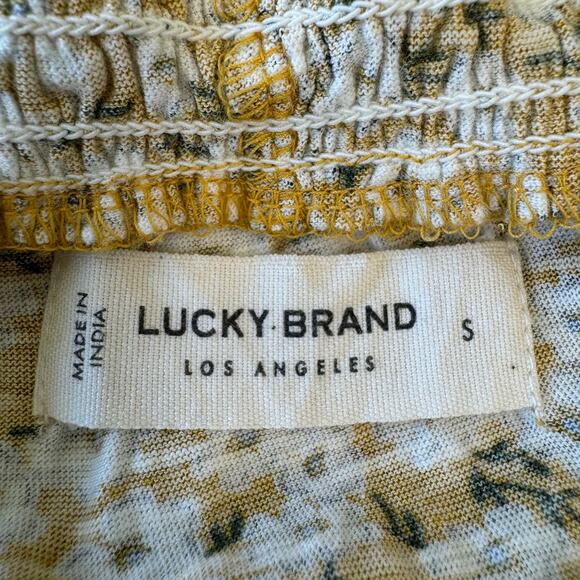 MADE IN
INDIA
LUCKY BRAND
LOS ANGELES
S